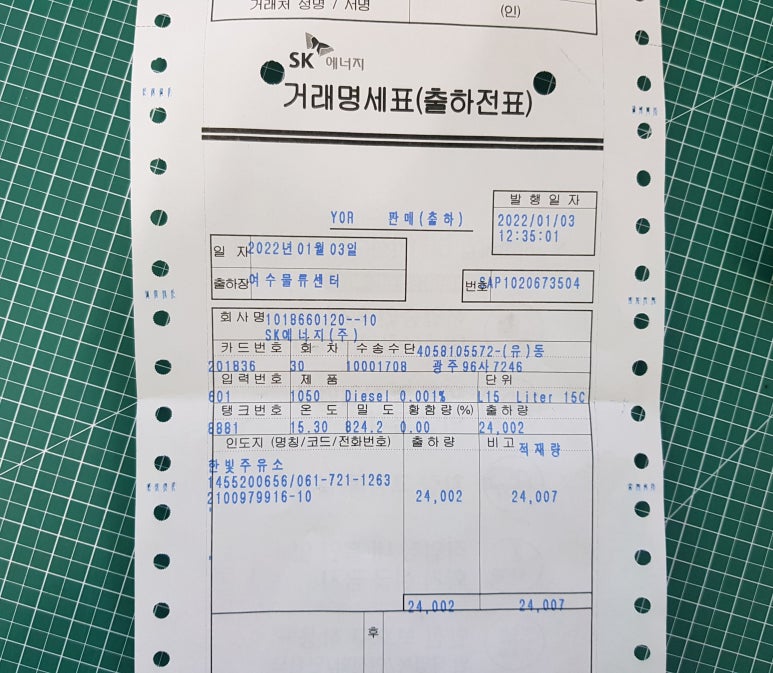 거래처 성명 / 서명 (인)
SK 에너지
거래명세표(출하전표)
발 행 일 자
YOR 판매(출하) 2022/01/03
12:35:01
일 자 2022년 01월 03일
출하장 여수물류센터 번호 SAP1020673504
회 사 명 1018660120--10
SK에너지(주)
카 드 번 호 회 차 수 송 수 단 4058105572-(유)동
201836 30 10001708 광주96사7246
입 력 번 호 제 품 단 위
601 1050 Diesel 0.001% L15 Liter 15C
탱 크 번 호 온 도 밀 도 황 함 량 (%) 출 하 량
8881 15.30 824.2 0.00 24,002
인도지 (명칭/코드/전화번호) 출 하 량 비 고 적재량
한빛주유소
1455200656/061-721-1263
2100979916-10 24,002 24,007
24,002 24,007
후